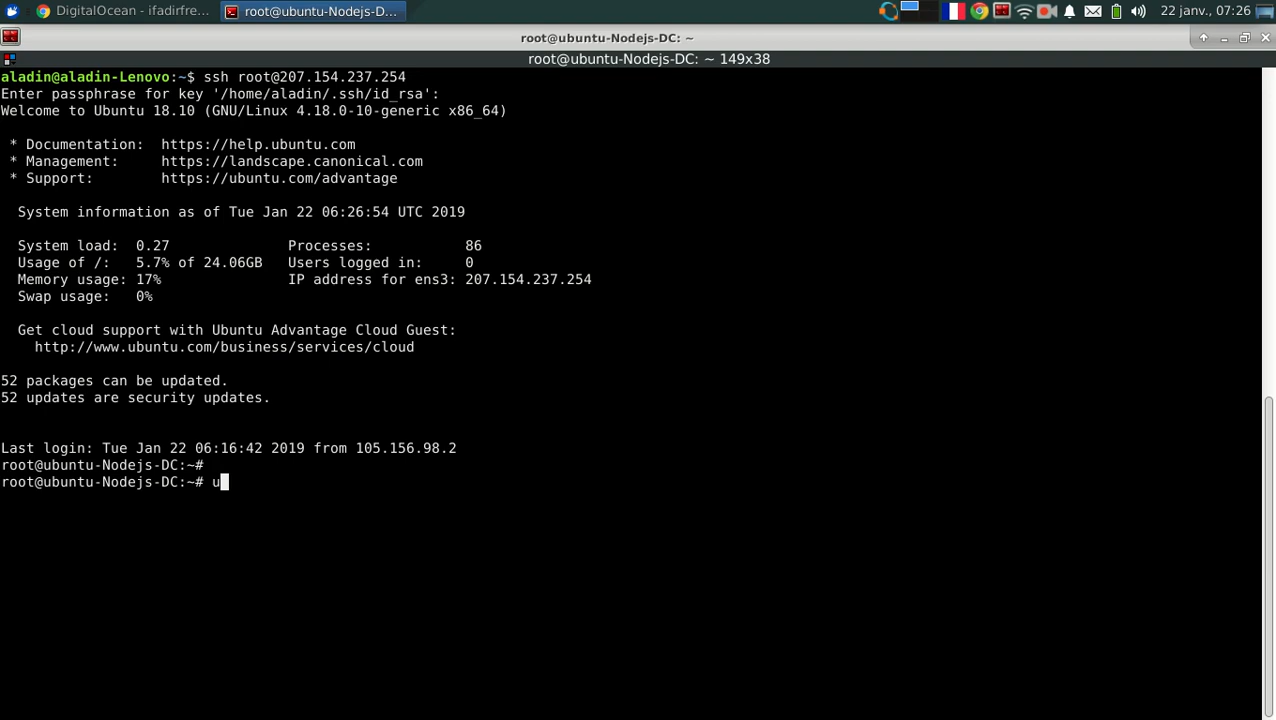 DigitalOcean - ifadirfre...
root@ubuntu-Nodejs-D...
22 janv., 07:26
root@ubuntu-Nodejs-DC: ~
root@ubuntu-Nodejs-DC: ~ 149x38
aladin@aladin-Lenovo:~$ ssh root@207.154.237.254
Enter passphrase for key '/home/aladin/.ssh/id_rsa':
Welcome to Ubuntu 18.10 (GNU/Linux 4.18.0-10-generic x86_64)
* Documentation: https://help.ubuntu.com
* Management: https://landscape.canonical.com
* Support: https://ubuntu.com/advantage
System information as of Tue Jan 22 06:26:54 UTC 2019
System load: 0.27 Processes: 86
Usage of /: 5.7% of 24.06GB Users logged in: 0
Memory usage: 17% IP address for ens3: 207.154.237.254
Swap usage: 0%
Get cloud support with Ubuntu Advantage Cloud Guest:
http://www.ubuntu.com/business/services/cloud
52 packages can be updated.
52 updates are security updates.
Last login: Tue Jan 22 06:16:42 2019 from 105.156.98.2
root@ubuntu-Nodejs-DC:~#
root@ubuntu-Nodejs-DC:~# u